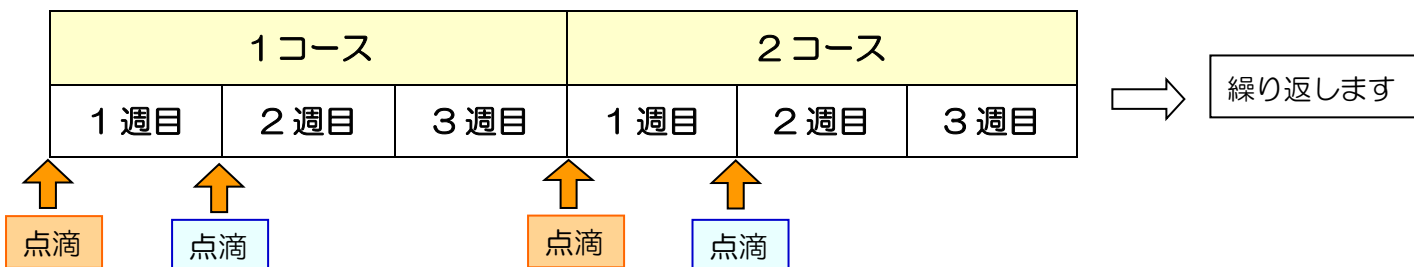 1コース 2コース
1週目 2週目 3週目 1週目 2週目 3週目
繰り返します
点滴 点滴 点滴 点滴